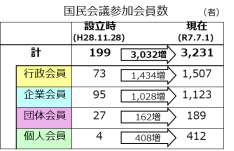 国民会議参加会員数 （者）
設立時 現在
(H28.11.28) (R7.7.1)
計 199 3,032増 3,231
行政会員 73 1,434増 1,507
企業会員 95 1,028増 1,123
団体会員 27 162増 189
個人会員 4 408増 412